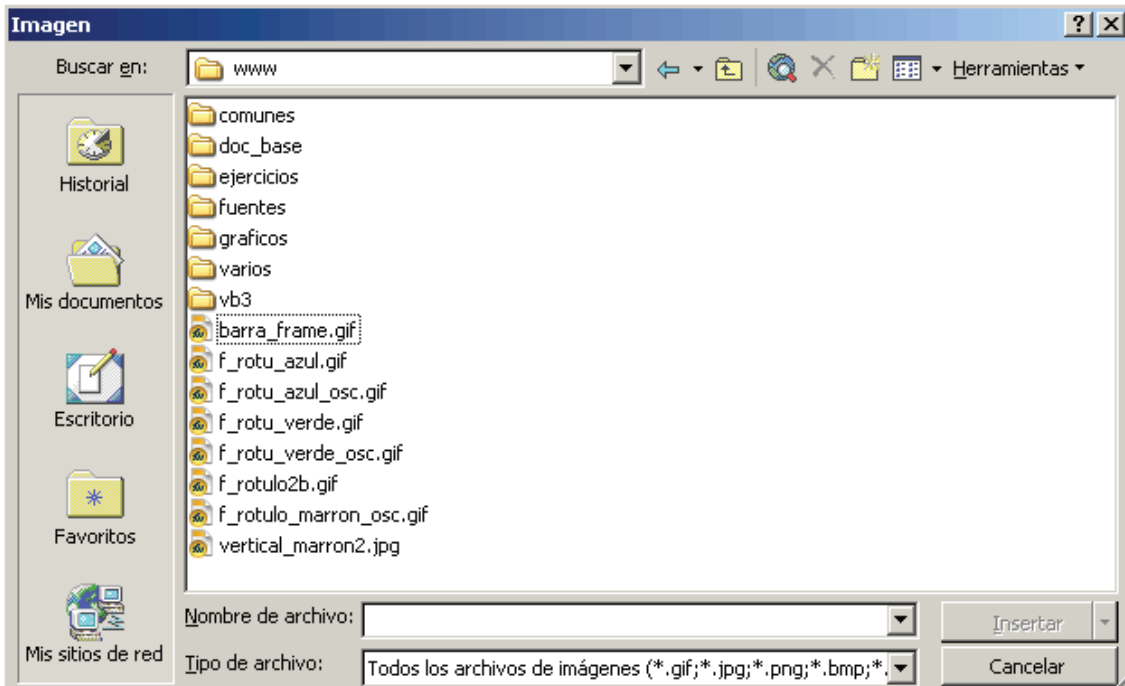 Imagen
Buscar en:
www
Herramientas
Historial
Mis documentos
Escritorio
Favoritos
Mis sitios de red
comunes
doc_base
ejercicios
fuentes
graficos
varios
vb3
barra_frame.gif
f_rotu_azul.gif
f_rotu_azul_osc.gif
f_rotu_verde.gif
f_rotu_verde_osc.gif
f_rotulo2b.gif
f_rotulo_marron_osc.gif
vertical_marron2.jpg
Nombre de archivo:
Insertar
Tipo de archivo:
Todos los archivos de imágenes (*.gif;*.jpg;*.png;*.bmp;*.
Cancelar